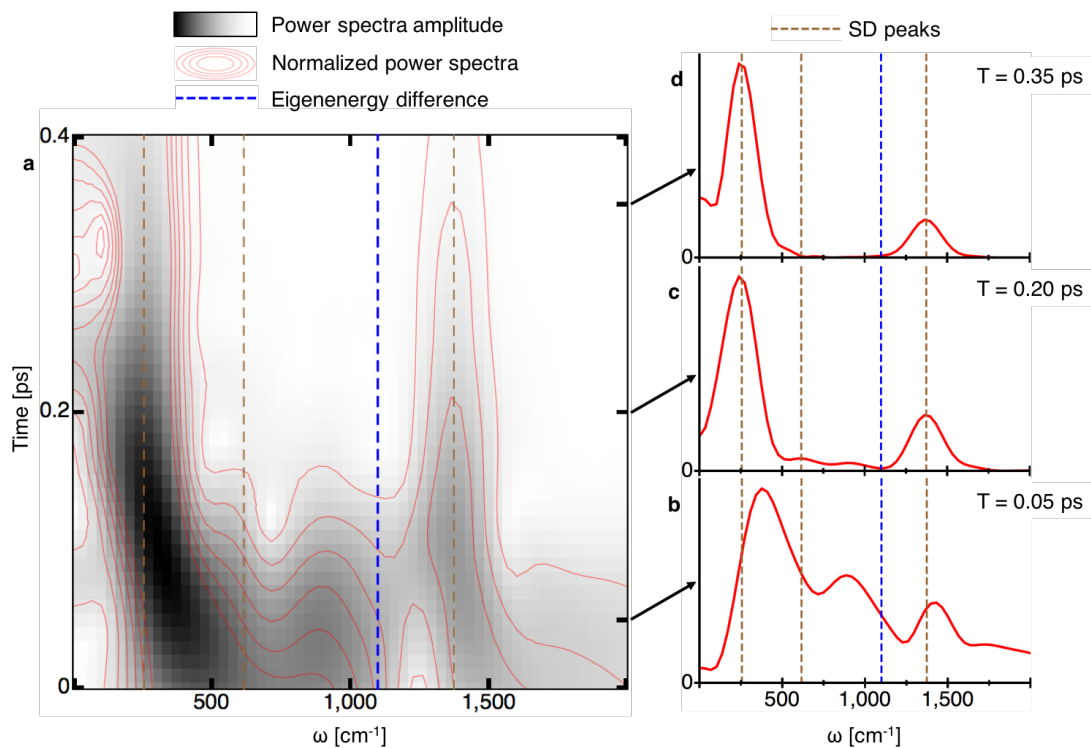 Power spectra amplitude
Normalized power spectra
Eigenenergy difference
SD peaks
a
0.4
0.2
0
Time [ps]
500
1,000
1,500
ω [cm⁻¹]
d
T = 0.35 ps
0
c
T = 0.20 ps
0
b
T = 0.05 ps
0
500
1,000
1,500
ω [cm⁻¹]